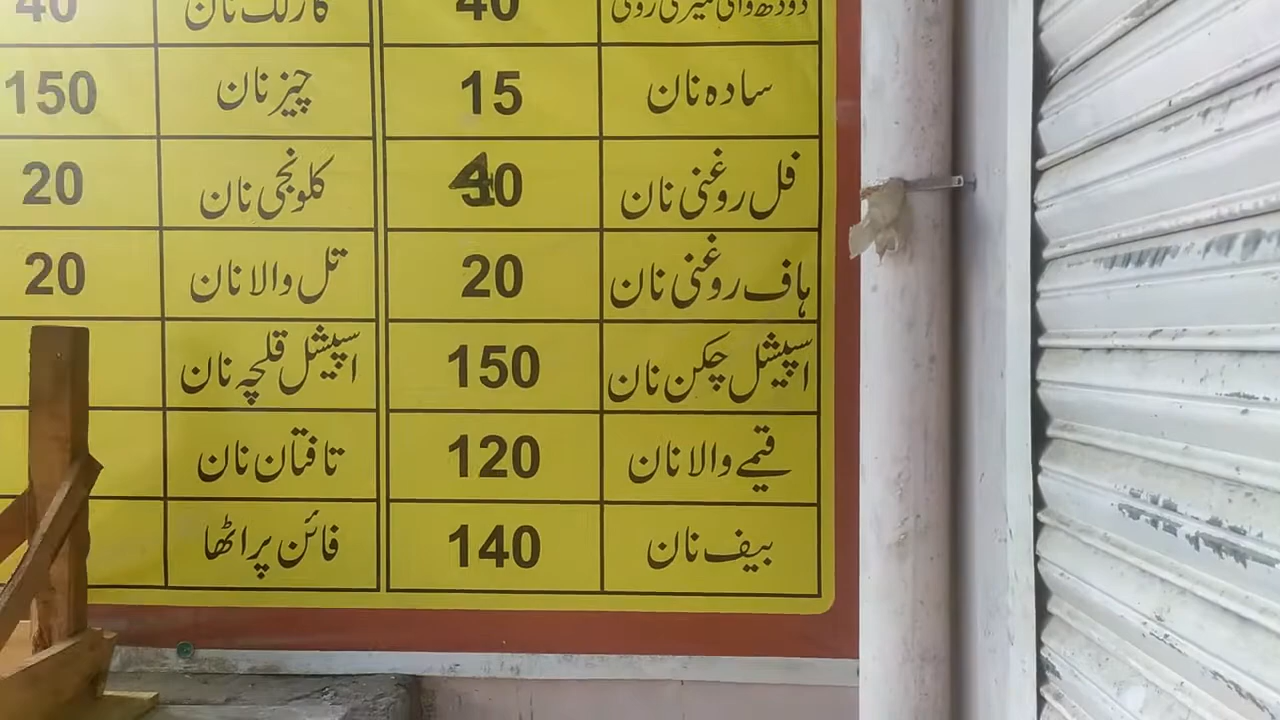 دودھ والی میری روٹی 40 گارلک نان 40
سادہ نان 15 چیز نان 150
فل روغنی نان 40 کلونجی نان 20
ہاف روغنی نان 20 تل والا نان 20
اسپیشل چکن نان 150 اسپیشل قلچہ نان
قیمے والا نان 120 تافتان نان
بیف نان 140 فائن پراٹھا